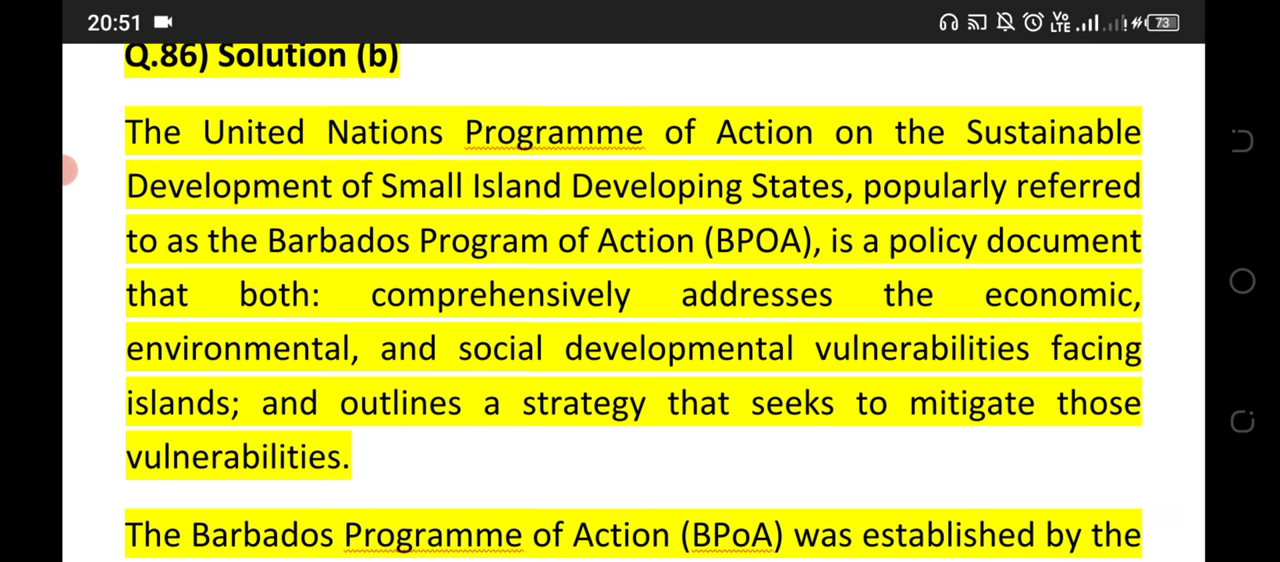 20:51
Vo
LTE
73
Q.86) Solution (b)
The United Nations Programme of Action on the Sustainable
Development of Small Island Developing States, popularly referred
to as the Barbados Program of Action (BPOA), is a policy document
that both: comprehensively addresses the economic,
environmental, and social developmental vulnerabilities facing
islands; and outlines a strategy that seeks to mitigate those
vulnerabilities.
The Barbados Programme of Action (BPoA) was established by the